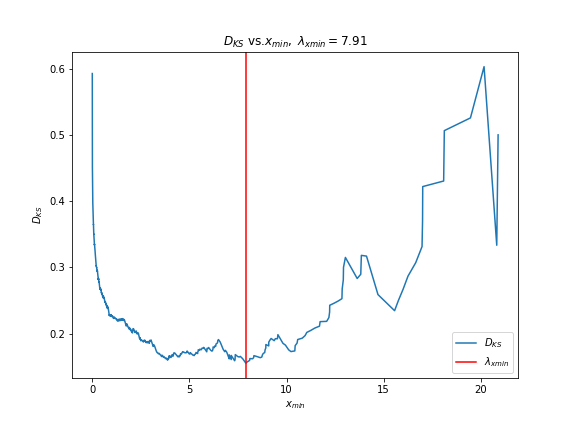 D_KS vs.x_min, λ_xmin = 7.91
0.6
0.5
0.4
0.3
0.2
D_KS
0
5
10
15
20
x_min
D_KS
λ_xmin